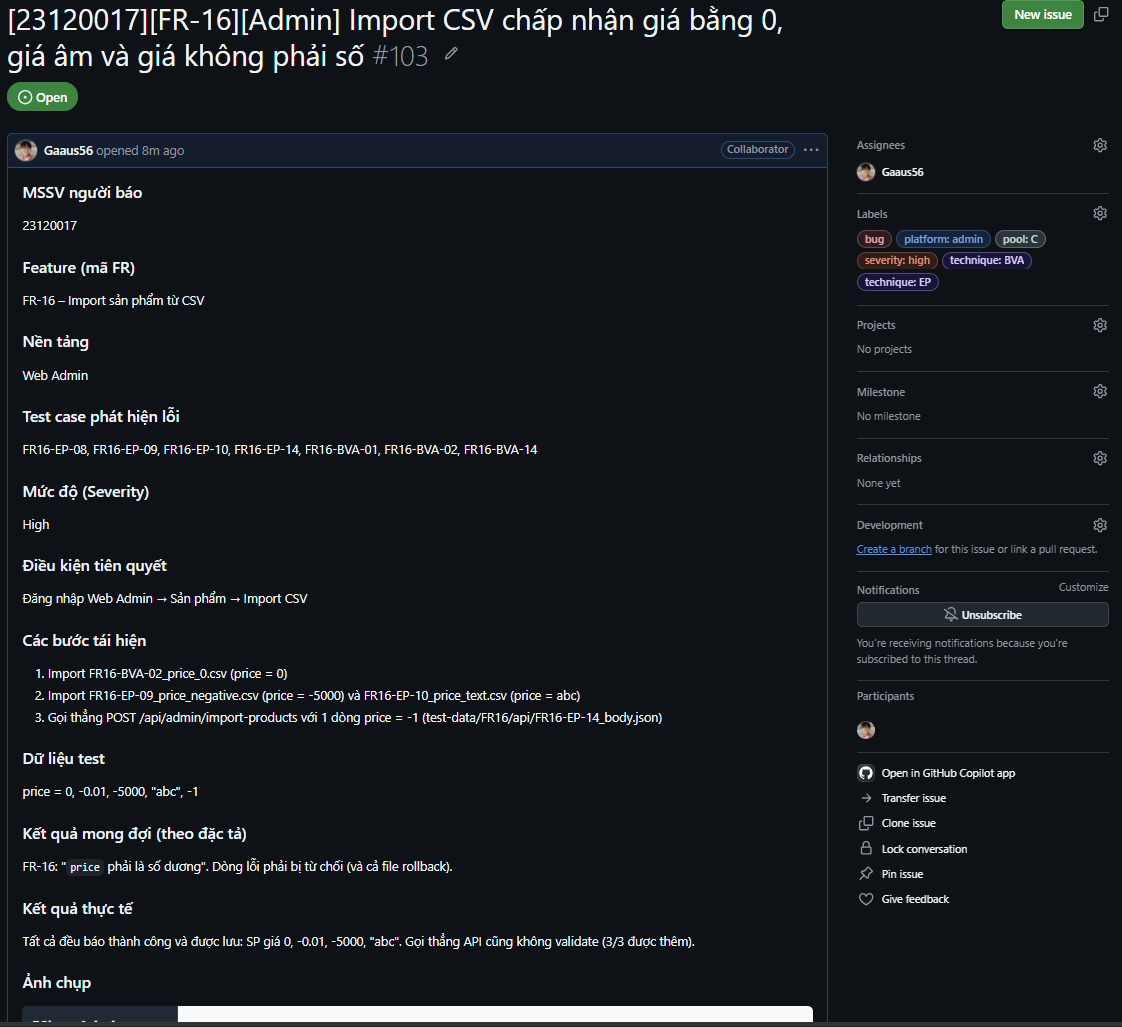 [23120017][FR-16][Admin] Import CSV chấp nhận giá bằng 0,
giá âm và giá không phải số #103
New issue
Open
Gaaus56 opened 8m ago
Collaborator
MSSV người báo
23120017
Feature (mã FR)
FR-16 – Import sản phẩm từ CSV
Nền tảng
Web Admin
Test case phát hiện lỗi
FR16-EP-08, FR16-EP-09, FR16-EP-10, FR16-EP-14, FR16-BVA-01, FR16-BVA-02, FR16-BVA-14
Mức độ (Severity)
High
Điều kiện tiên quyết
Đăng nhập Web Admin → Sản phẩm → Import CSV
Các bước tái hiện
1. Import FR16-BVA-02_price_0.csv (price = 0)
2. Import FR16-EP-09_price_negative.csv (price = -5000) và FR16-EP-10_price_text.csv (price = abc)
3. Gọi thẳng POST /api/admin/import-products với 1 dòng price = -1 (test-data/FR16/api/FR16-EP-14_body.json)
Dữ liệu test
price = 0, -0.01, -5000, "abc", -1
Kết quả mong đợi (theo đặc tả)
FR-16: "price phải là số dương". Dòng lỗi phải bị từ chối (và cả file rollback).
Kết quả thực tế
Tất cả đều báo thành công và được lưu: SP giá 0, -0.01, -5000, "abc". Gọi thẳng API cũng không validate (3/3 được thêm).
Ảnh chụp
Assignees
Gaaus56
Labels
bug platform: admin pool: C
severity: high technique: BVA
technique: EP
Projects
No projects
Milestone
No milestone
Relationships
None yet
Development
Create a branch for this issue or link a pull request.
Notifications Customize
Unsubscribe
You're receiving notifications because you're
subscribed to this thread.
Participants
Open in GitHub Copilot app
Transfer issue
Clone issue
Lock conversation
Pin issue
Give feedback